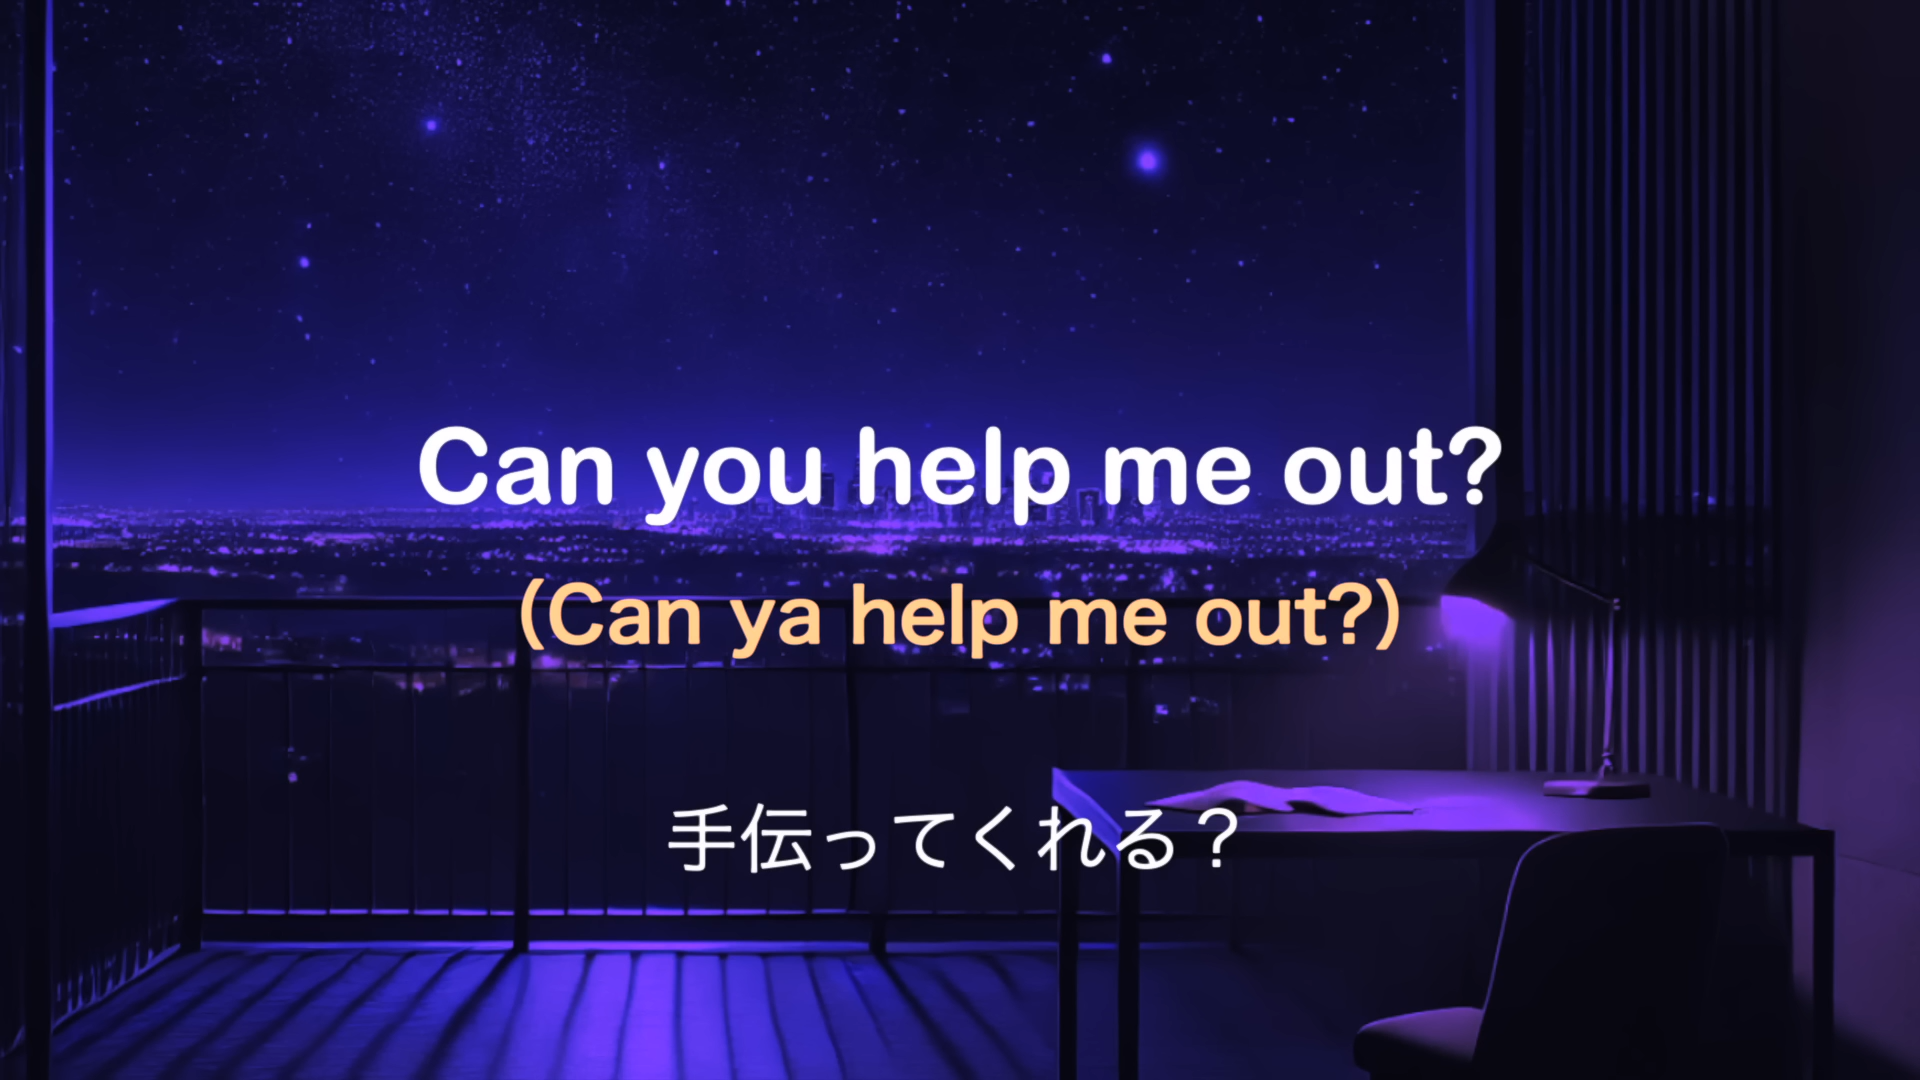 Can you help me out?
(Can ya help me out?)
手伝ってくれる？